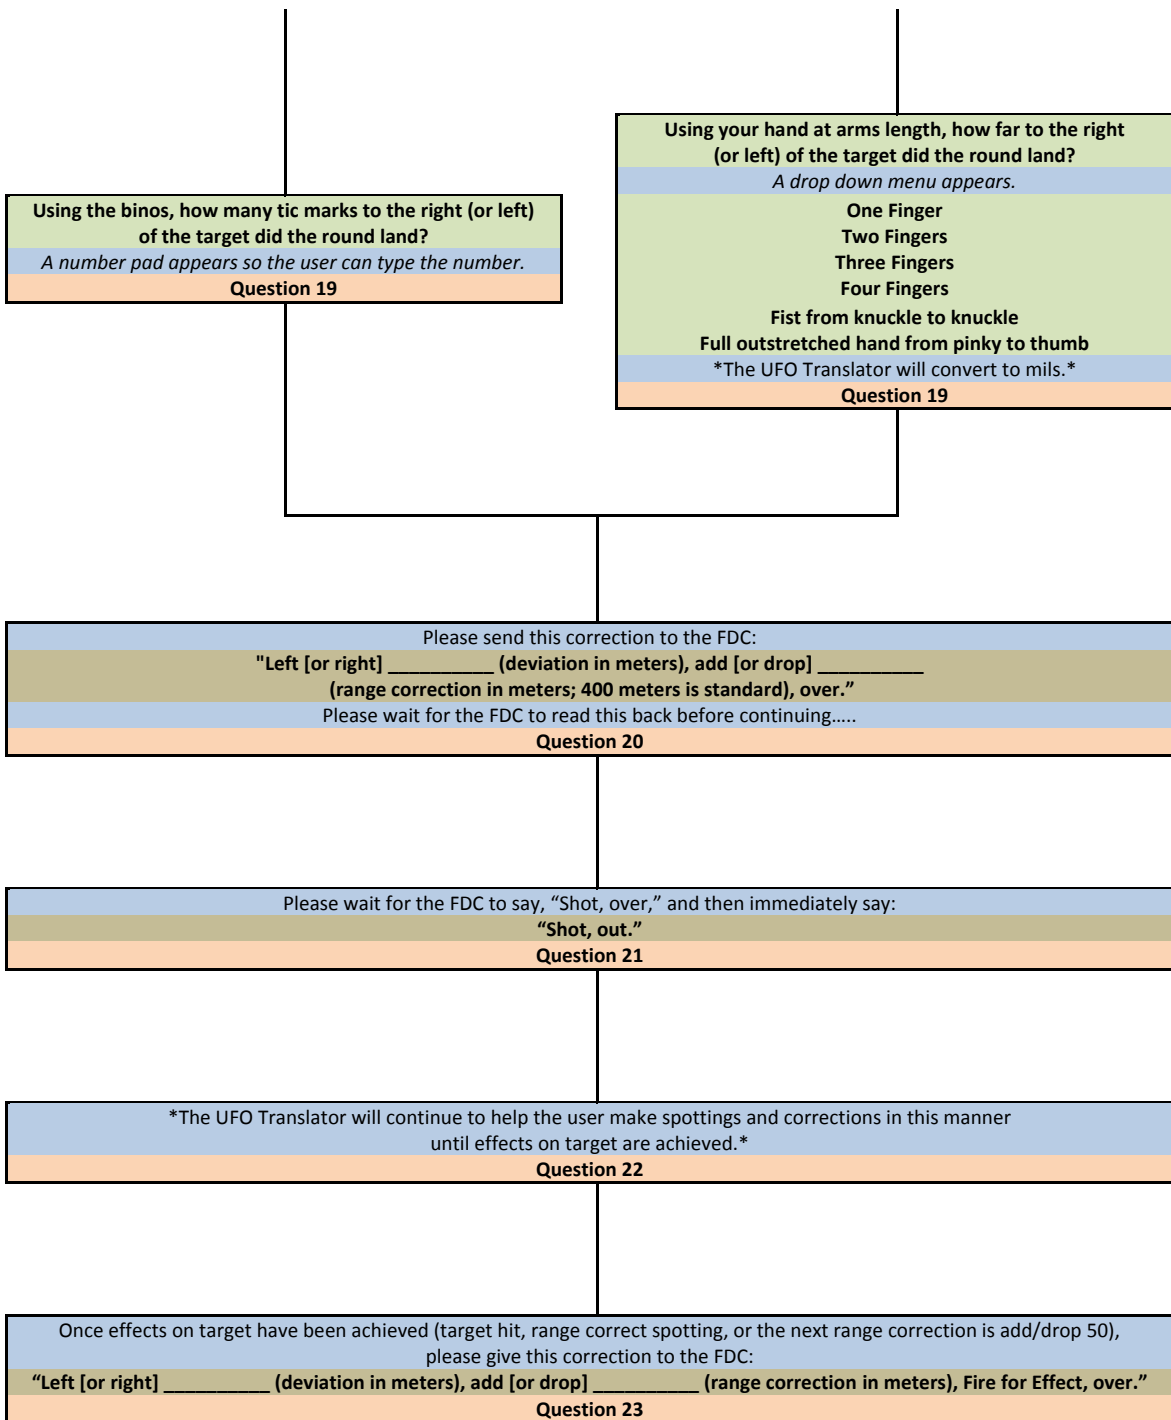 Using your hand at arms length, how far to the right
(or left) of the target did the round land?
A drop down menu appears.
One Finger
Two Fingers
Three Fingers
Four Fingers
Fist from knuckle to knuckle
Full outstretched hand from pinky to thumb
*The UFO Translator will convert to mils.*
Question 19
Using the binos, how many tic marks to the right (or left)
of the target did the round land?
A number pad appears so the user can type the number.
Question 19
Please send this correction to the FDC:
"Left [or right] __________ (deviation in meters), add [or drop] __________
(range correction in meters; 400 meters is standard), over.”
Please wait for the FDC to read this back before continuing…..
Question 20
Please wait for the FDC to say, “Shot, over,” and then immediately say:
“Shot, out.”
Question 21
*The UFO Translator will continue to help the user make spottings and corrections in this manner
until effects on target are achieved.*
Question 22
Once effects on target have been achieved (target hit, range correct spotting, or the next range correction is add/drop 50),
please give this correction to the FDC:
“Left [or right] __________ (deviation in meters), add [or drop] __________ (range correction in meters), Fire for Effect, over.”
Question 23